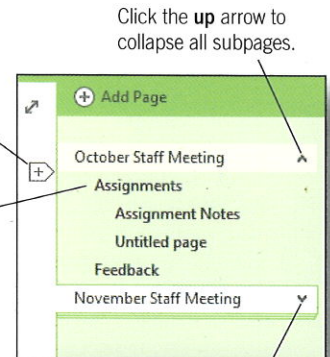 Click the up arrow to
collapse all subpages.
Add Page
October Staff Meeting
Assignments
Assignment Notes
Untitled page
Feedback
November Staff Meeting